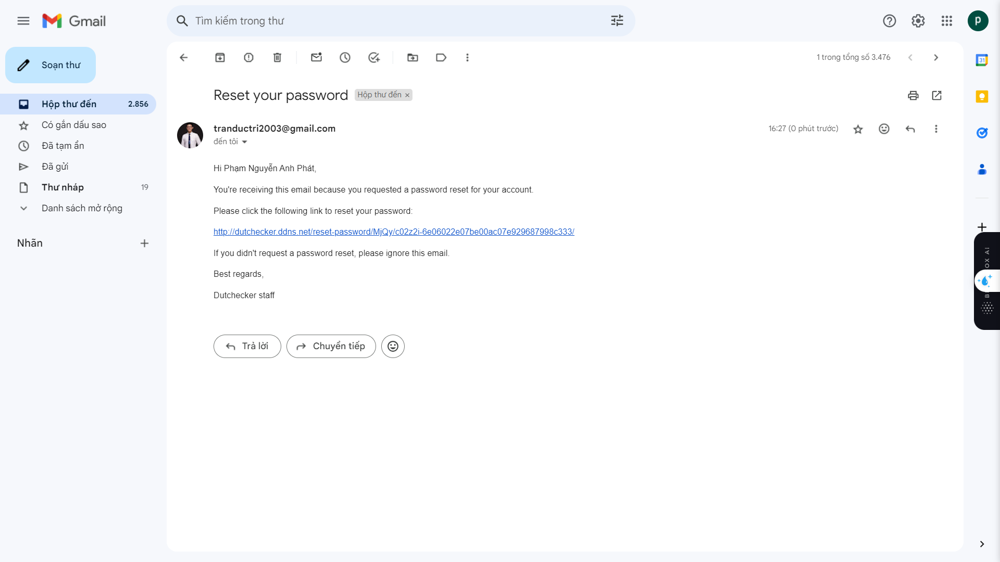 Gmail
Tìm kiếm trong thư
p
Soạn thư
1 trong tổng số 3.476
31
Hộp thư đến 2.856
Có gắn dấu sao
Đã tạm ẩn
Đã gửi
Thư nháp 19
Danh sách mở rộng
Nhãn
Reset your password Hộp thư đến ×
tranductri2003@gmail.com
16:27 (0 phút trước)
đến tôi
Hi Phạm Nguyễn Anh Phát,
You're receiving this email because you requested a password reset for your account.
Please click the following link to reset your password:
http://dutchecker.ddns.net/reset-password/MjQy/c02z2i-6e06022e07be00ac07e929687998c333/
If you didn't request a password reset, please ignore this email.
Best regards,
Dutchecker staff
Trả lời
Chuyển tiếp